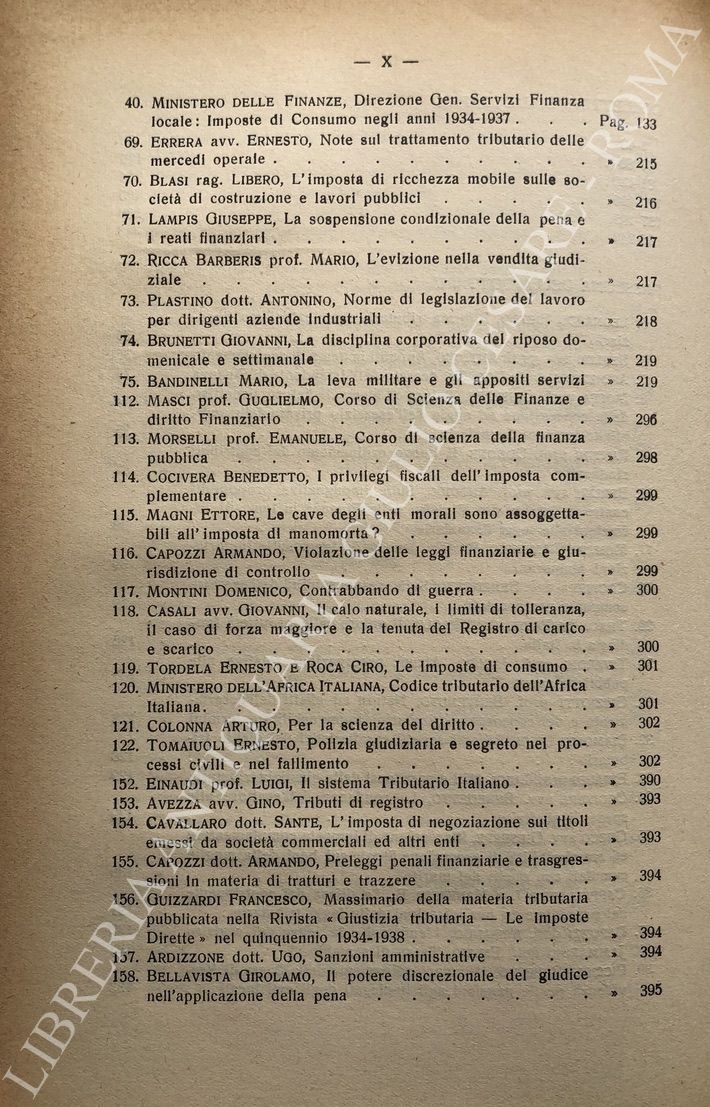 — X —
40. MINISTERO DELLE FINANZE, Direzione Gen. Servizi Finanza
locale: Imposte di Consumo negli anni 1934-1937 . . . Pag. 133
69. ERRERA avv. ERNESTO, Note sul trattamento tributario delle
mercedi operale . . . . . . . . . . » 215
70. BLASI rag. LIBERO, L'imposta di ricchezza mobile sulle so-
cietà di costruzione e lavori pubblici . . . . . » 216
71. LAMPIS GIUSEPPE, La sospensione condizionale della pena e
i reati finanziari . . . . . . . . . . » 217
72. RICCA BARBERIS prof. MARIO, L'evizione nella vendita giudi-
ziale . . . . . . . . . . . . » 217
73. PLASTINO dott. ANTONINO, Norme di legislazione del lavoro
per dirigenti aziende industriali . . . . . . » 218
74. BRUNETTI GIOVANNI, La disciplina corporativa del riposo do-
menicale e settimanale . . . . . . . . » 219
75. BANDINELLI MARIO, La leva militare e gli appositi servizi » 219
112. MASCI prof. GUGLIELMO, Corso di Scienza delle Finanze e
diritto Finanziario . . . . . . . . . » 296
113. MORSELLI prof. EMANUELE, Corso di scienza della finanza
pubblica . . . . . . . . . . . » 298
114. COCIVERA BENEDETTO, I privilegi fiscali dell'imposta com-
plementare . . . . . . . . . . . » 299
115. MAGNI ETTORE, Le cave degli enti morali sono assoggetta-
bili all'imposta di manomorta? . . . . . . » 299
116. CAPOZZI ARMANDO, Violazione delle leggi finanziarie e giu-
risdizione di controllo . . . . . . . . » 299
117. MONTINI DOMENICO, Contrabbando di guerra . . . . » 300
118. CASALI avv. GIOVANNI, Il calo naturale, i limiti di tolleranza,
il caso di forza maggiore e la tenuta del Registro di carico
e scarico . . . . . . . . . . . » 300
119. TORDELA ERNESTO E ROCA CIRO, Le imposte di consumo . » 301
120. MINISTERO DELL'AFRICA ITALIANA, Codice tributario dell'Africa
Italiana. . . . . . . . . . . . » 301
121. COLONNA ARTURO, Per la scienza del diritto . . . . » 302
122. TOMAIUOLI ERNESTO, Polizia giudiziaria e segreto nei pro-
cessi civili e nel fallimento . . . . . . . » 302
152. EINAUDI prof. LUIGI, Il sistema Tributario Italiano . . . » 390
153. AVEZZA avv. GINO, Tributi di registro . . . . . » 393
154. CAVALLARO dott. SANTE, L'imposta di negoziazione sui titoli
emessi da società commerciali ed altri enti . . . . » 393
155. CAPOZZI dott. ARMANDO, Preleggi penali finanziarie e trasgres-
sioni in materia di tratturi e trazzere . . . . . » 394
156. GUIZZARDI FRANCESCO, Massimario della materia tributaria
pubblicata nella Rivista « Giustizia tributaria — Le Imposte
Dirette » nel quinquennio 1934-1938 . . . . . . » 394
157. ARDIZZONE dott. UGO, Sanzioni amministrative . . . » 394
158. BELLAVISTA GIROLAMO, Il potere discrezionale del giudice
nell'applicazione della pena . . . . . . . » 395
LIBRERIA ANTIQUARIA GIULIO CESARE - ROMA